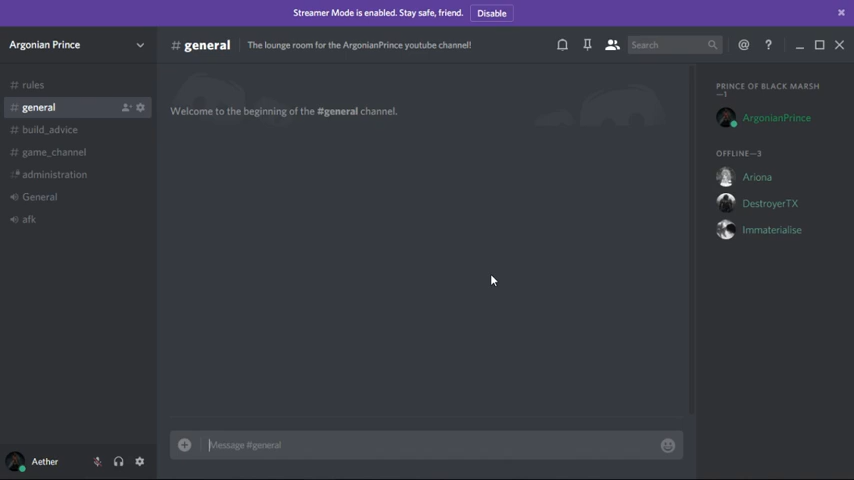 Streamer Mode is enabled. Stay safe, friend. Disable
Argonian Prince
# general The lounge room for the ArgonianPrince youtube channel!
Search
@ ?
# rules
# general
# build_advice
# game_channel
# administration
General
afk
Welcome to the beginning of the #general channel.
PRINCE OF BLACK MARSH
—1
ArgonianPrince
OFFLINE—3
Ariona
DestroyerTX
Immaterialise
Message #general
Aether